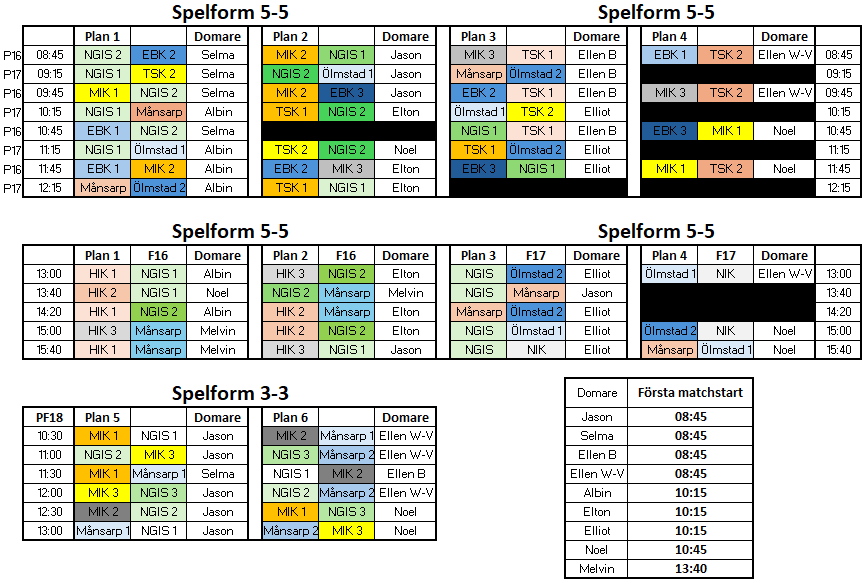 Spelform 5-5 Spelform 5-5
Plan 1 Domare Plan 2 Domare Plan 3 Domare Plan 4 Domare
P16 08:45 NGIS 2 EBK 2 Selma MIK 2 NGIS 1 Jason MIK 3 TSK 1 Ellen B EBK 1 TSK 2 Ellen W-V 08:45
P17 09:15 NGIS 1 TSK 2 Selma NGIS 2 Ölmstad 1 Jason Månsarp Ölmstad 2 Ellen B 09:15
P16 09:45 MIK 1 NGIS 2 Selma MIK 2 EBK 3 Jason EBK 2 TSK 1 Ellen B MIK 3 TSK 2 Ellen W-V 09:45
P17 10:15 NGIS 1 Månsarp Albin TSK 1 NGIS 2 Elton Ölmstad 1 TSK 2 Elliot 10:15
P16 10:45 EBK 1 NGIS 2 Selma NGIS 1 TSK 1 Ellen B EBK 3 MIK 1 Noel 10:45
P17 11:15 NGIS 1 Ölmstad 1 Albin TSK 2 NGIS 2 Noel TSK 1 Ölmstad 2 Elliot 11:15
P16 11:45 EBK 1 MIK 2 Albin EBK 2 MIK 3 Elton EBK 3 NGIS 1 Elliot MIK 1 TSK 2 Noel 11:45
P17 12:15 Månsarp Ölmstad 2 Albin TSK 1 NGIS 1 Elton 12:15
Spelform 5-5 Spelform 5-5
Plan 1 F16 Domare Plan 2 F16 Domare Plan 3 F17 Domare Plan 4 F17 Domare
13:00 HIK 1 NGIS 1 Albin HIK 3 NGIS 2 Elton NGIS Ölmstad 2 Elliot Ölmstad 1 NIK Ellen W-V 13:00
13:40 HIK 2 NGIS 1 Noel NGIS 2 Månsarp Melvin NGIS Månsarp Jason 13:40
14:20 HIK 1 NGIS 2 Albin HIK 2 Månsarp Elton Månsarp Ölmstad 2 Elliot 14:20
15:00 HIK 3 Månsarp Melvin HIK 2 NGIS 2 Elton NGIS Ölmstad 1 Elliot Ölmstad 2 NIK Noel 15:00
15:40 HIK 1 Månsarp Melvin HIK 3 NGIS 1 Jason NGIS NIK Elliot Månsarp Ölmstad 1 Noel 15:40
Spelform 3-3
PF18 Plan 5 Domare Plan 6 Domare
10:30 MIK 1 NGIS 1 Jason MIK 2 Månsarp 1 Ellen W-V
11:00 NGIS 2 MIK 3 Jason NGIS 3 Månsarp 2 Ellen W-V
11:30 MIK 1 Månsarp 1 Selma NGIS 1 MIK 2 Ellen B
12:00 MIK 3 NGIS 3 Jason NGIS 2 Månsarp 2 Ellen W-V
12:30 MIK 2 NGIS 2 Jason MIK 1 NGIS 3 Noel
13:00 Månsarp 1 NGIS 1 Jason Månsarp 2 MIK 3 Noel
Domare Första matchstart
Jason 08:45
Selma 08:45
Ellen B 08:45
Ellen W-V 08:45
Albin 10:15
Elton 10:15
Elliot 10:15
Noel 10:45
Melvin 13:40